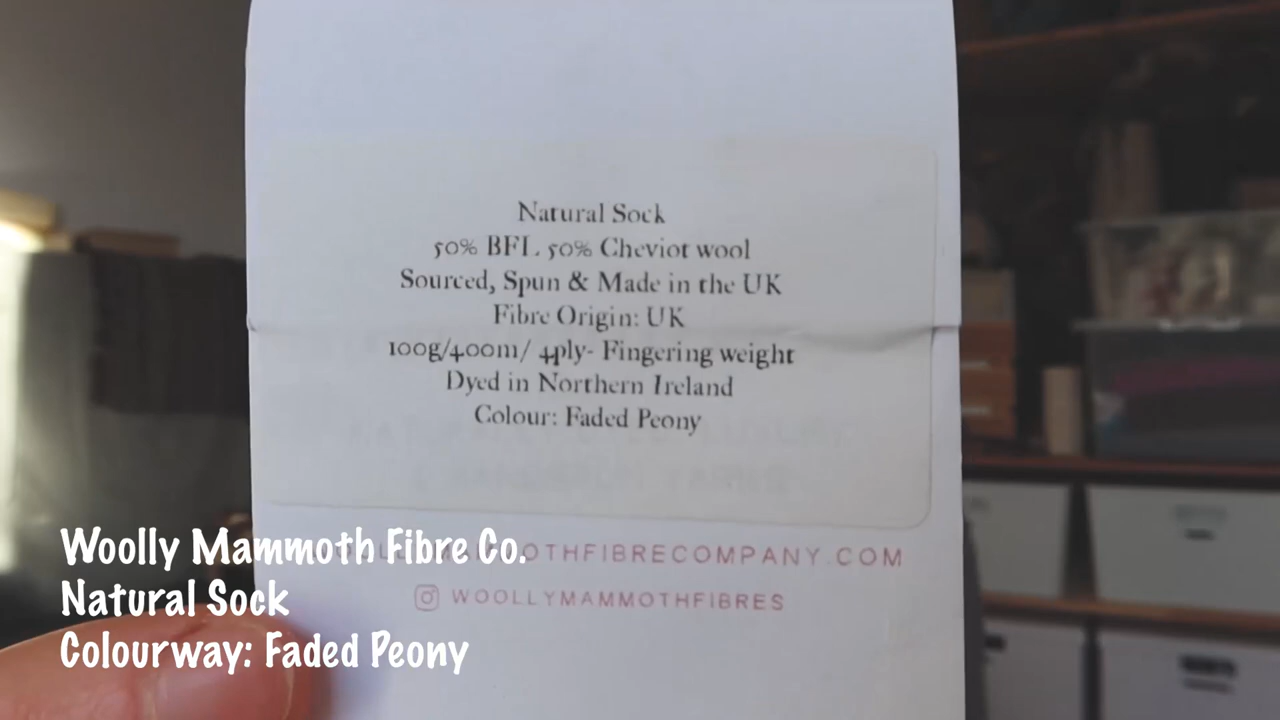 Natural Sock
50% BFL 50% Cheviot wool
Sourced, Spun & Made in the UK
Fibre Origin: UK
100g/400m/ 4ply- Fingering weight
Dyed in Northern Ireland
Colour: Faded Peony
WOOLLYMAMMOTHFIBRECOMPANY.COM
WOOLLYMAMMOTHFIBRES
Woolly Mammoth Fibre Co.
Natural Sock
Colourway: Faded Peony